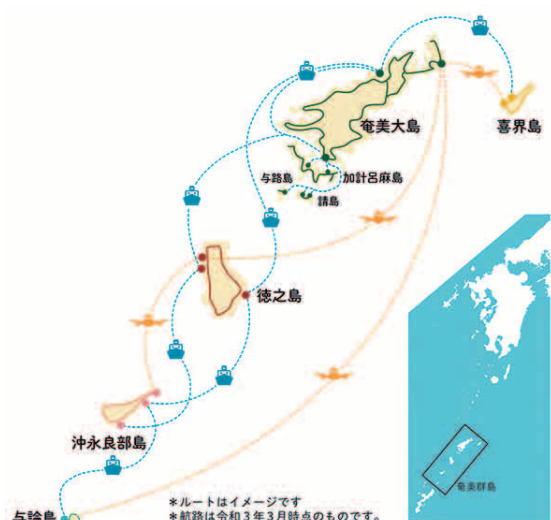 奄美大島
喜界島
与路島
加計呂麻島
請島
徳之島
沖永良部島
奄美群島
与論島
*ルートはイメージです
*航路は令和3年3月時点のものです。